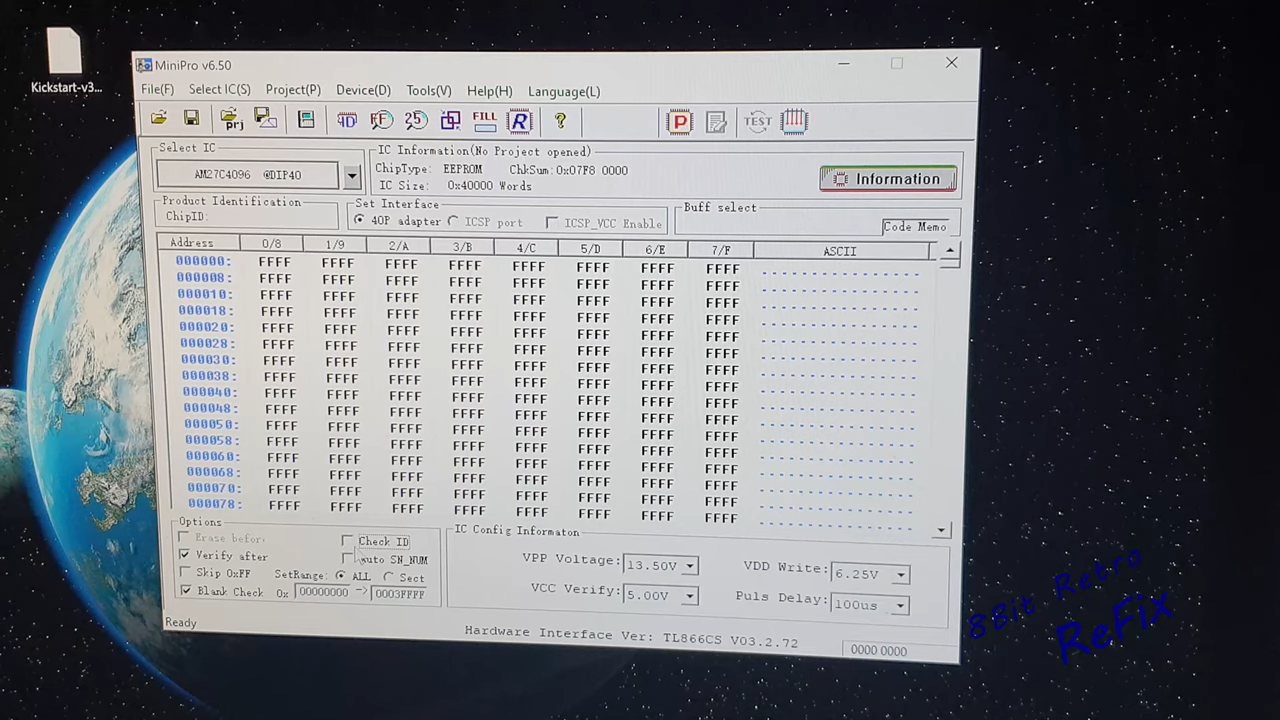 Kickstart-v3...
MiniPro v6.50
File(F) Select IC(S) Project(P) Device(D) Tools(V) Help(H) Language(L)
prj 4D FF 25 FILL R ? P TEST
Select IC
AM27C4096 @DIP40
IC Information(No Project opened)
ChipType: EEPROM ChkSum:0x07F8 0000
IC Size: 0x40000 Words
Information
Product Identification
ChipID:
Set Interface
40P adapter ICSP port ICSP_VCC Enable
Buff select
Code Memo
Address 0/8 1/9 2/A 3/B 4/C 5/D 6/E 7/F ASCII
000000: FFFF FFFF FFFF FFFF FFFF FFFF FFFF FFFF ................
000008: FFFF FFFF FFFF FFFF FFFF FFFF FFFF FFFF ................
000010: FFFF FFFF FFFF FFFF FFFF FFFF FFFF FFFF ................
000018: FFFF FFFF FFFF FFFF FFFF FFFF FFFF FFFF ................
000020: FFFF FFFF FFFF FFFF FFFF FFFF FFFF FFFF ................
000028: FFFF FFFF FFFF FFFF FFFF FFFF FFFF FFFF ................
000030: FFFF FFFF FFFF FFFF FFFF FFFF FFFF FFFF ................
000038: FFFF FFFF FFFF FFFF FFFF FFFF FFFF FFFF ................
000040: FFFF FFFF FFFF FFFF FFFF FFFF FFFF FFFF ................
000048: FFFF FFFF FFFF FFFF FFFF FFFF FFFF FFFF ................
000050: FFFF FFFF FFFF FFFF FFFF FFFF FFFF FFFF ................
000058: FFFF FFFF FFFF FFFF FFFF FFFF FFFF FFFF ................
000060: FFFF FFFF FFFF FFFF FFFF FFFF FFFF FFFF ................
000068: FFFF FFFF FFFF FFFF FFFF FFFF FFFF FFFF ................
000070: FFFF FFFF FFFF FFFF FFFF FFFF FFFF FFFF ................
000078: FFFF FFFF FFFF FFFF FFFF FFFF FFFF FFFF ................
Options
Erase before Check ID
Verify after Auto SN_NUM
Skip 0xFF SetRange: ALL Sect
Blank Check 0x 00000000 -> 0003FFFF
IC Config Informaton
VPP Voltage: 13.50V VDD Write: 6.25V
VCC Verify: 5.00V Puls Delay: 100us
Ready
Hardware Interface Ver: TL866CS V03.2.72
0000 0000
8Bit Retro
ReFix